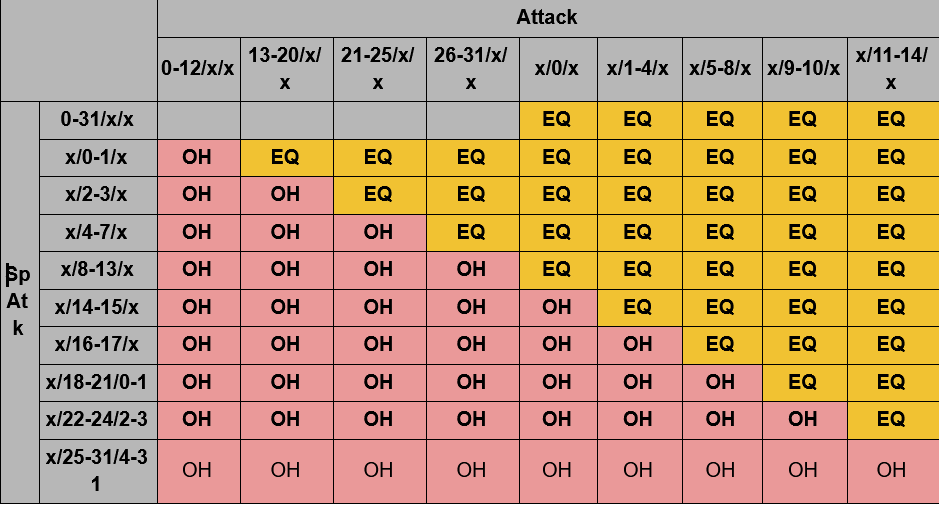 Attack
0-12/x/x 13-20/x/ 21-25/x/ 26-31/x/ x/0/x x/1-4/x x/5-8/x x/9-10/x x/11-14/
x x x x
0-31/x/x EQ EQ EQ EQ EQ
x/0-1/x OH EQ EQ EQ EQ EQ EQ EQ EQ
x/2-3/x OH OH EQ EQ EQ EQ EQ EQ EQ
x/4-7/x OH OH OH EQ EQ EQ EQ EQ EQ
Sp x/8-13/x OH OH OH OH EQ EQ EQ EQ EQ
At x/14-15/x OH OH OH OH OH EQ EQ EQ EQ
k x/16-17/x OH OH OH OH OH OH EQ EQ EQ
x/18-21/0-1 OH OH OH OH OH OH OH EQ EQ
x/22-24/2-3 OH OH OH OH OH OH OH OH EQ
x/25-31/4-3
1 OH OH OH OH OH OH OH OH OH